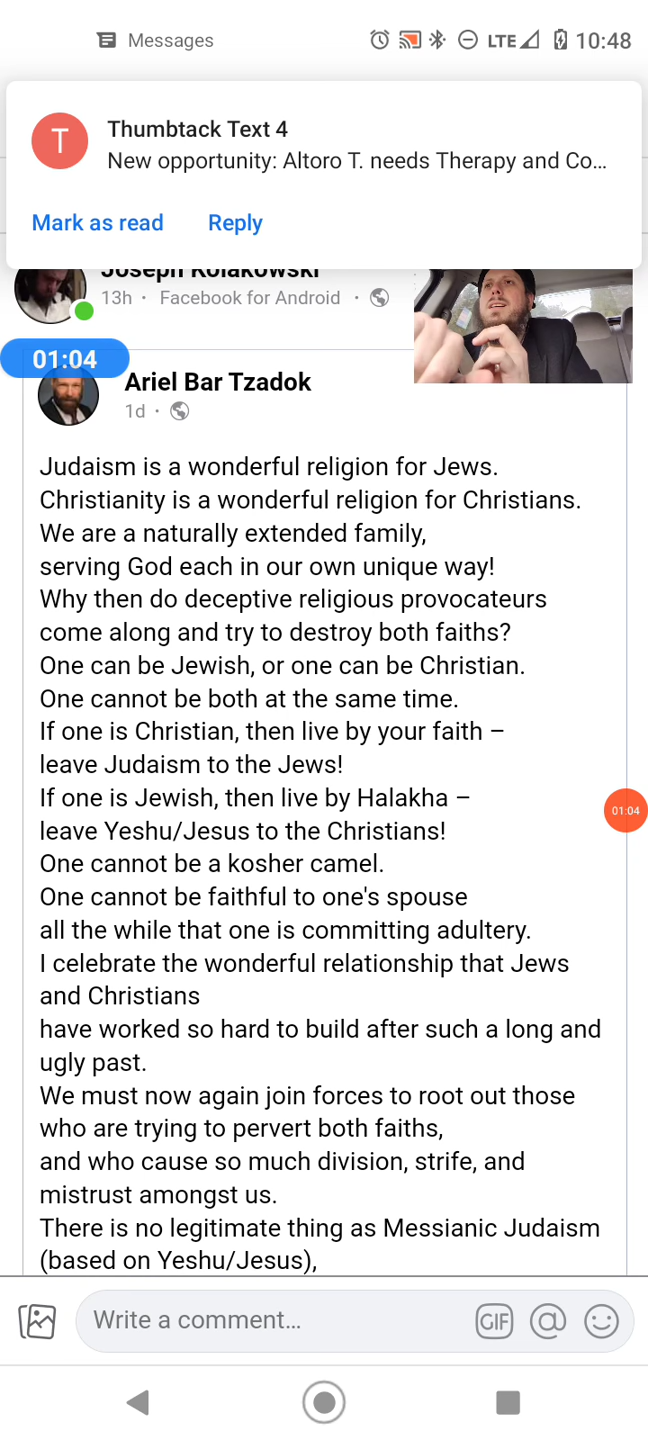 Messages
LTE
10:48
T
Thumbtack Text 4
New opportunity: Altoro T. needs Therapy and Co...
Mark as read
Reply
Joseph Kolakowski
13h · Facebook for Android ·
01:04
Ariel Bar Tzadok
1d ·
Judaism is a wonderful religion for Jews.
Christianity is a wonderful religion for Christians.
We are a naturally extended family,
serving God each in our own unique way!
Why then do deceptive religious provocateurs
come along and try to destroy both faiths?
One can be Jewish, or one can be Christian.
One cannot be both at the same time.
If one is Christian, then live by your faith –
leave Judaism to the Jews!
If one is Jewish, then live by Halakha –
leave Yeshu/Jesus to the Christians!
01:04
One cannot be a kosher camel.
One cannot be faithful to one's spouse
all the while that one is committing adultery.
I celebrate the wonderful relationship that Jews
and Christians
have worked so hard to build after such a long and
ugly past.
We must now again join forces to root out those
who are trying to pervert both faiths,
and who cause so much division, strife, and
mistrust amongst us.
There is no legitimate thing as Messianic Judaism
(based on Yeshu/Jesus),
Write a comment...
GIF
@